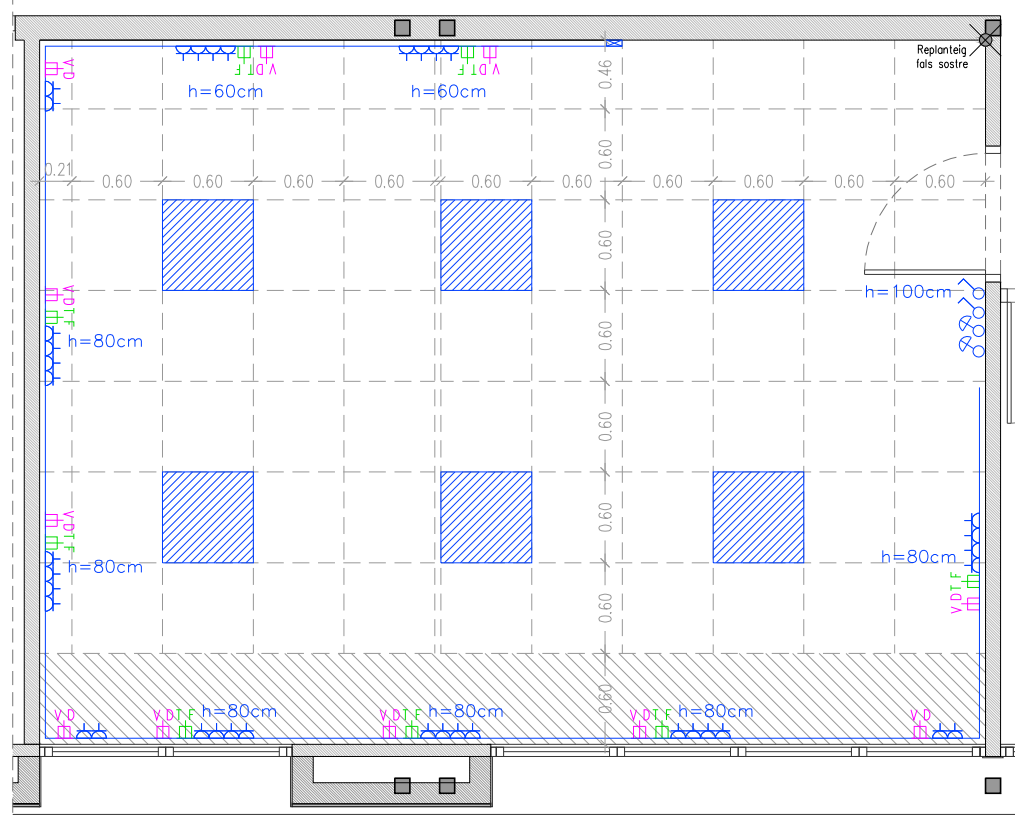 Replanteig
fals sostre
V D
T F
V D
T F
V D
h=60cm
h=60cm
0.46
0.60
0.21
0.60
0.60
0.60
0.60
0.60
0.60
0.60
0.60
0.60
0.60
0.60
V D
T F
h=100cm
h=80cm
0.60
0.60
0.60
V D
T F
h=80cm
h=80cm
V D T F
0.60
0.60
V D
V D T F
h=80cm
V D T F
h=80cm
V D T F
h=80cm
V D